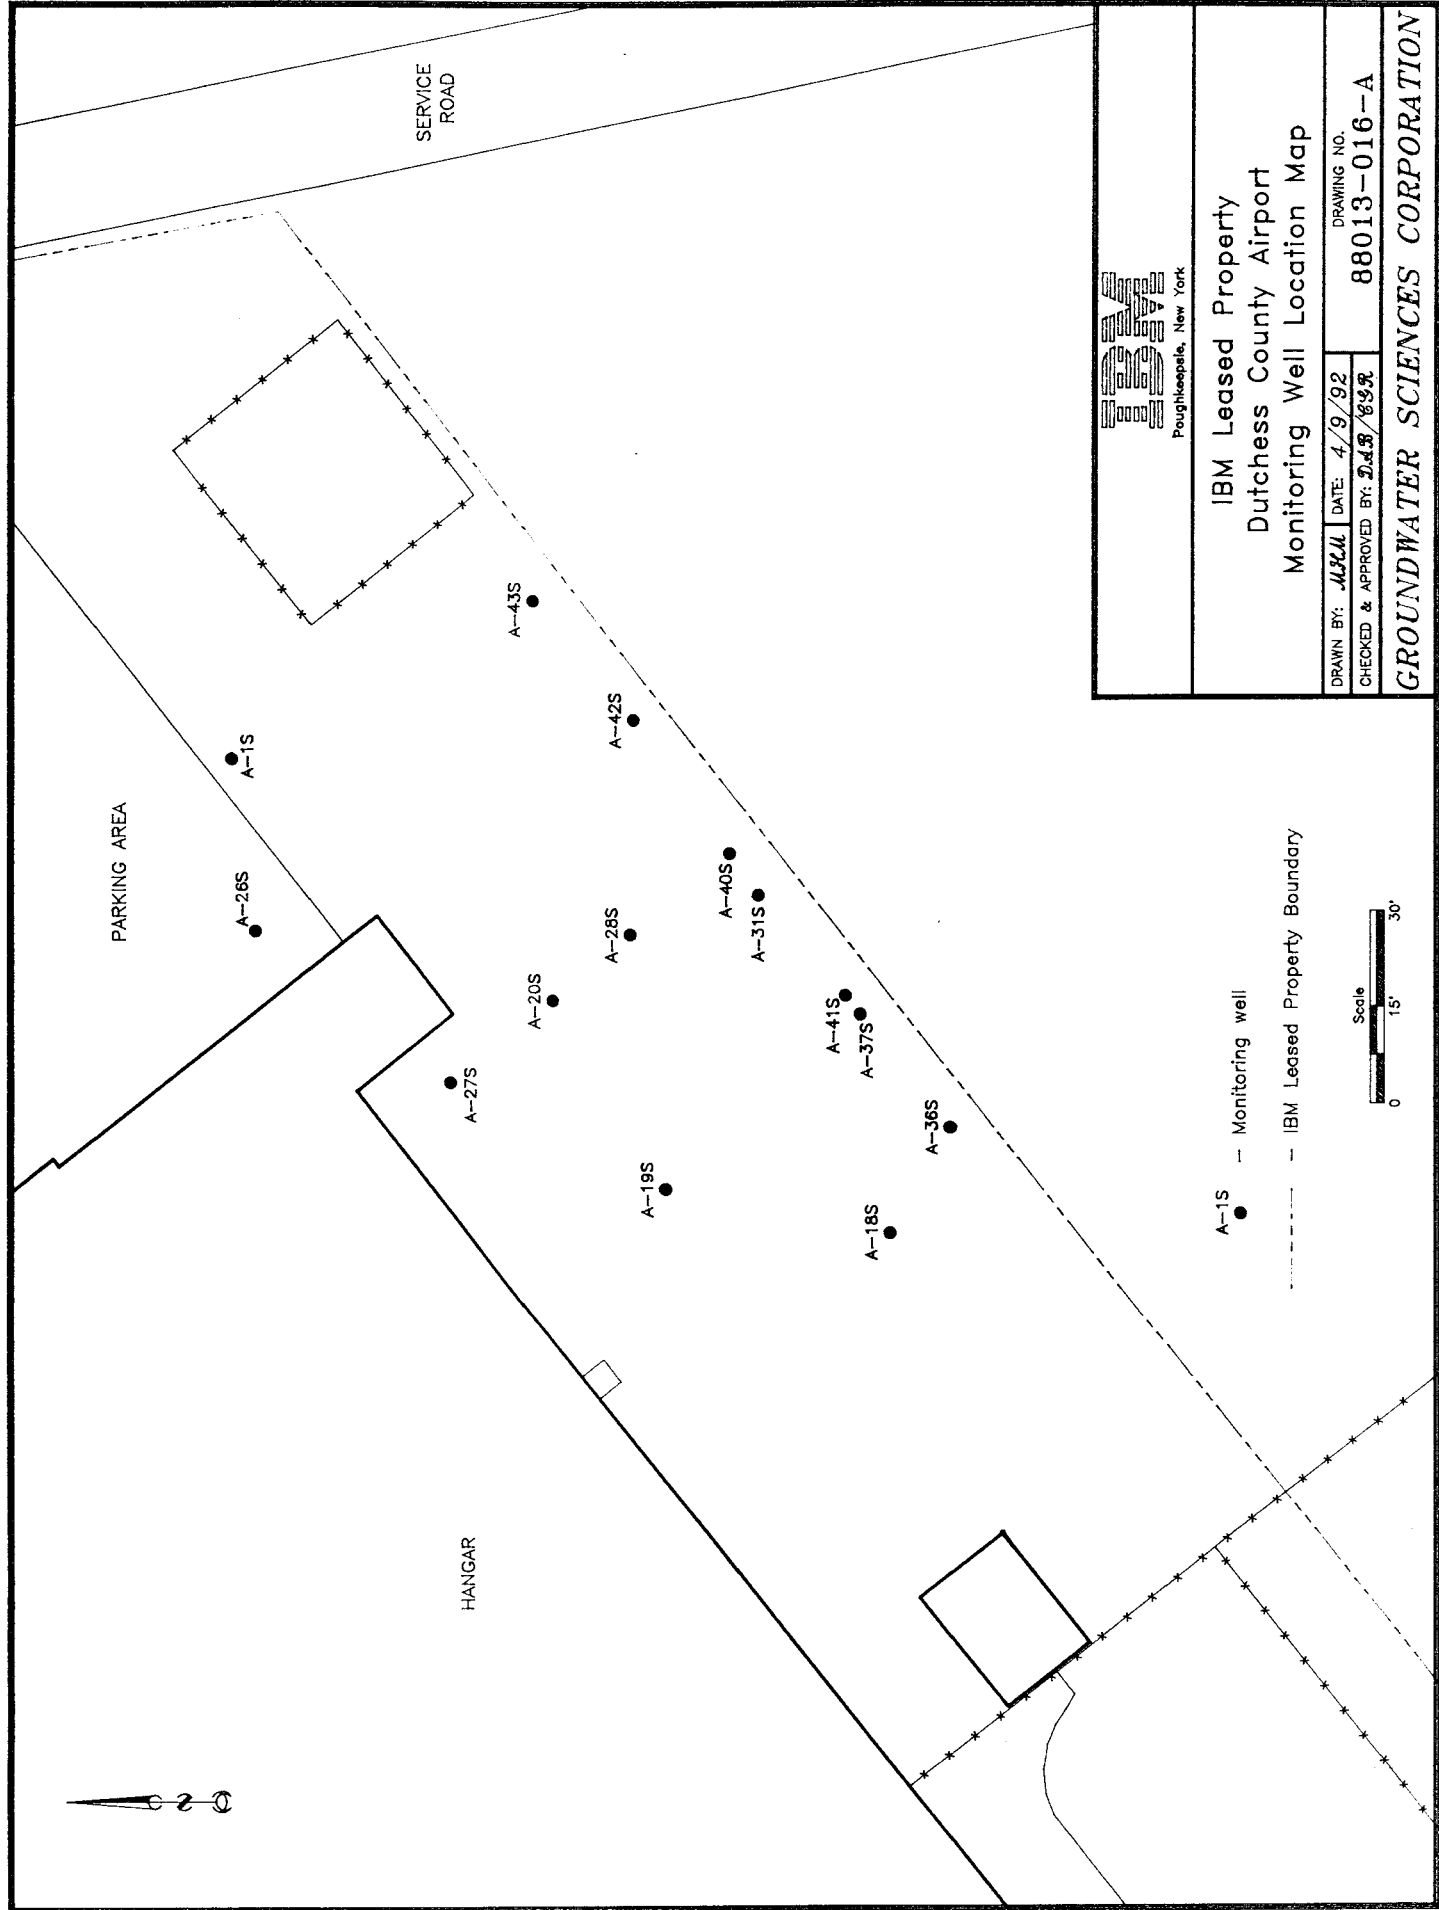 SERVICE
ROAD
PARKING AREA
HANGAR
A-1S
A-26S
A-27S
A-20S
A-28S
A-43S
A-42S
A-40S
A-31S
A-41S
A-37S
A-36S
A-19S
A-18S
N
A-1S - Monitoring well
- IBM Leased Property Boundary
Scale
0 15' 30'
IBM
Poughkeepsie, New York
IBM Leased Property
Dutchess County Airport
Monitoring Well Location Map
DRAWN BY: MHM DATE: 4/9/92
CHECKED & APPROVED BY: DAB/
DRAWING NO.
88013-016-A
GROUNDWATER SCIENCES CORPORATION